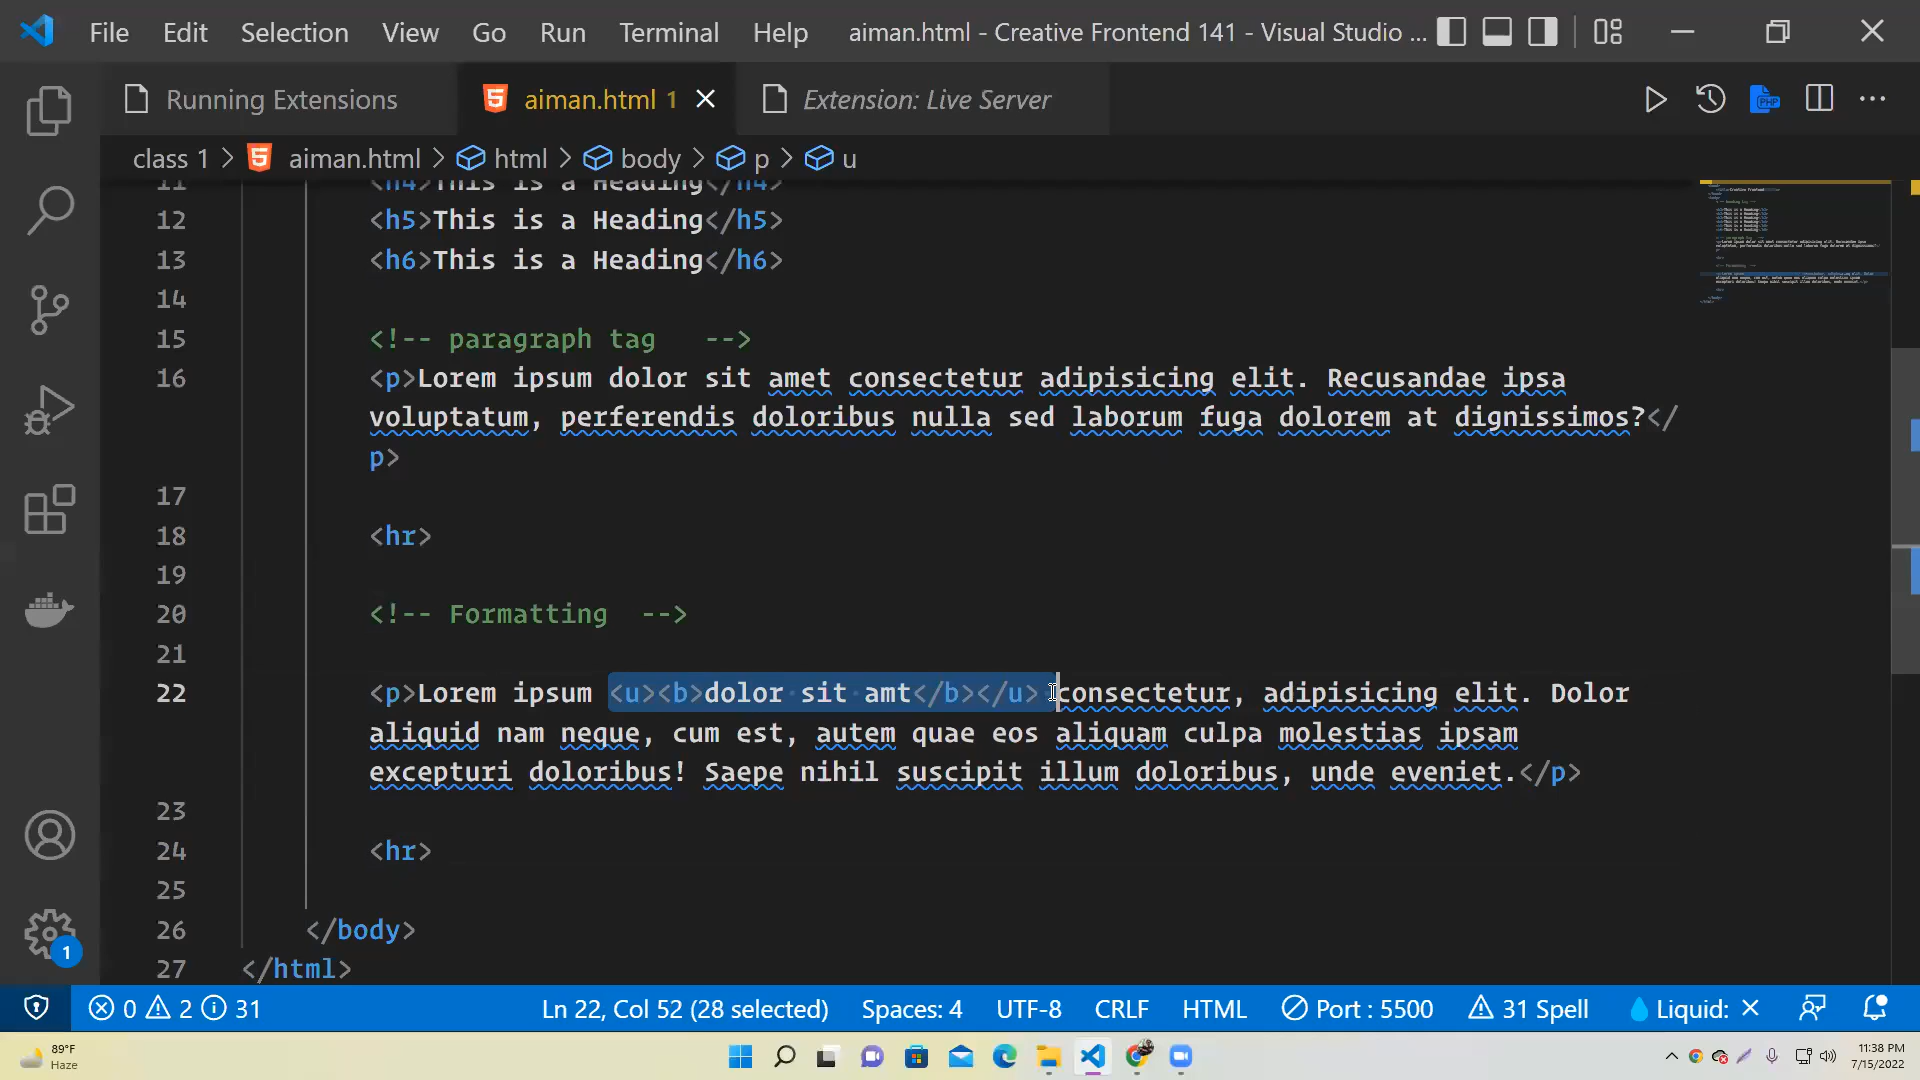 File Edit Selection View Go Run Terminal Help aiman.html - Creative Frontend 141 - Visual Studio ...
Running Extensions aiman.html 1 Extension: Live Server
class 1 > aiman.html > html > body > p > u
11 <h4>This is a Heading</h4>
12 <h5>This is a Heading</h5>
13 <h6>This is a Heading</h6>
14
15 <!-- paragraph tag -->
16 <p>Lorem ipsum dolor sit amet consectetur adipisicing elit. Recusandae ipsa
voluptatum, perferendis doloribus nulla sed laborum fuga dolorem at dignissimos?</
p>
17
18 <hr>
19
20 <!-- Formatting -->
21
22 <p>Lorem ipsum <u><b>dolor sit amt</b></u> consectetur, adipisicing elit. Dolor
aliquid nam neque, cum est, autem quae eos aliquam culpa molestias ipsam
excepturi doloribus! Saepe nihil suscipit illum doloribus, unde eveniet.</p>
23
24 <hr>
25
26 </body>
27 </html>
1
0 2 31 Ln 22, Col 52 (28 selected) Spaces: 4 UTF-8 CRLF HTML Port : 5500 31 Spell Liquid:
89°F
Haze
11:38 PM
7/15/2022